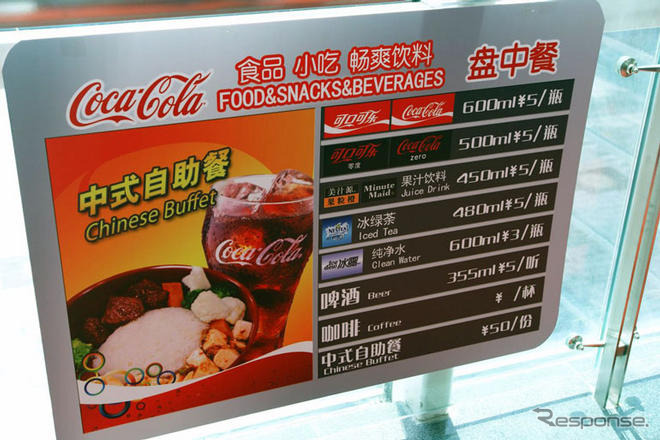 Coca-Cola
食品 小吃 畅爽饮料
FOOD&SNACKS&BEVERAGES
盘中餐
中式自助餐
Chinese Buffet
Coca-Cola
可口可乐
Coca-Cola
600ml¥5/瓶
可口可乐
零度
Coca-Cola
zero
500ml¥5/瓶
美汁源
果粒橙
Minute Maid
果汁饮料
Juice Drink
450ml¥5/瓶
冰绿茶
Iced Tea
480ml¥5/瓶
冰露
纯净水
Clean Water
600ml¥3/瓶
啤酒 Beer
355ml¥5/听
咖啡 Coffee
¥ /杯
中式自助餐
Chinese Buffet
¥50/份
Response.